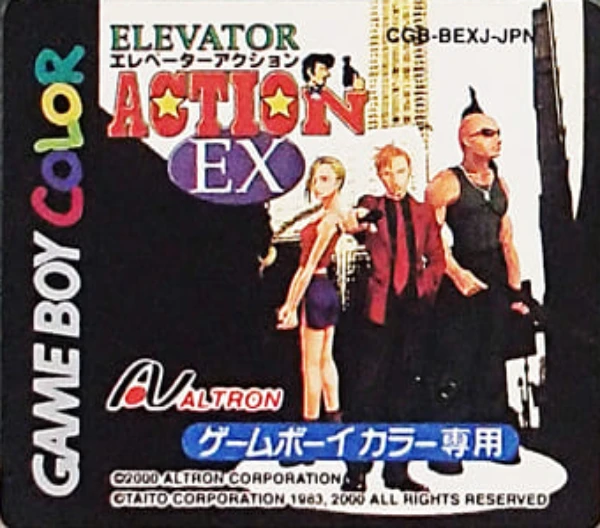 GAME BOY COLOR
CGB-BEXJ-JPN
ELEVATOR
エレベーターアクション
ACTION
EX
ALTRON
ゲームボーイカラー専用
©2000 ALTRON CORPORATION
©TAITO CORPORATION 1983, 2000 ALL RIGHTS RESERVED